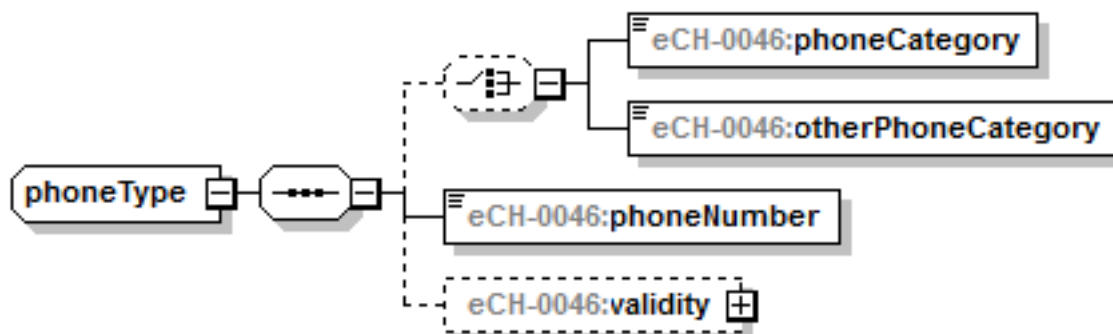 eCH-0046:phoneCategory
eCH-0046:otherPhoneCategory
phoneType
eCH-0046:phoneNumber
eCH-0046:validity